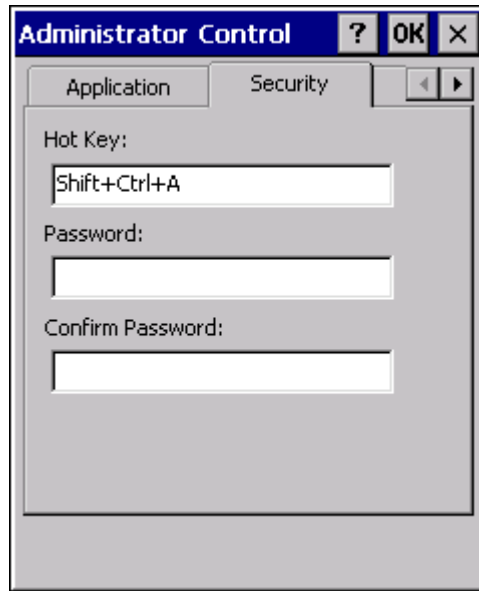 Administrator Control ? OK ×
Application Security
Hot Key:
Shift+Ctrl+A
Password:
Confirm Password: